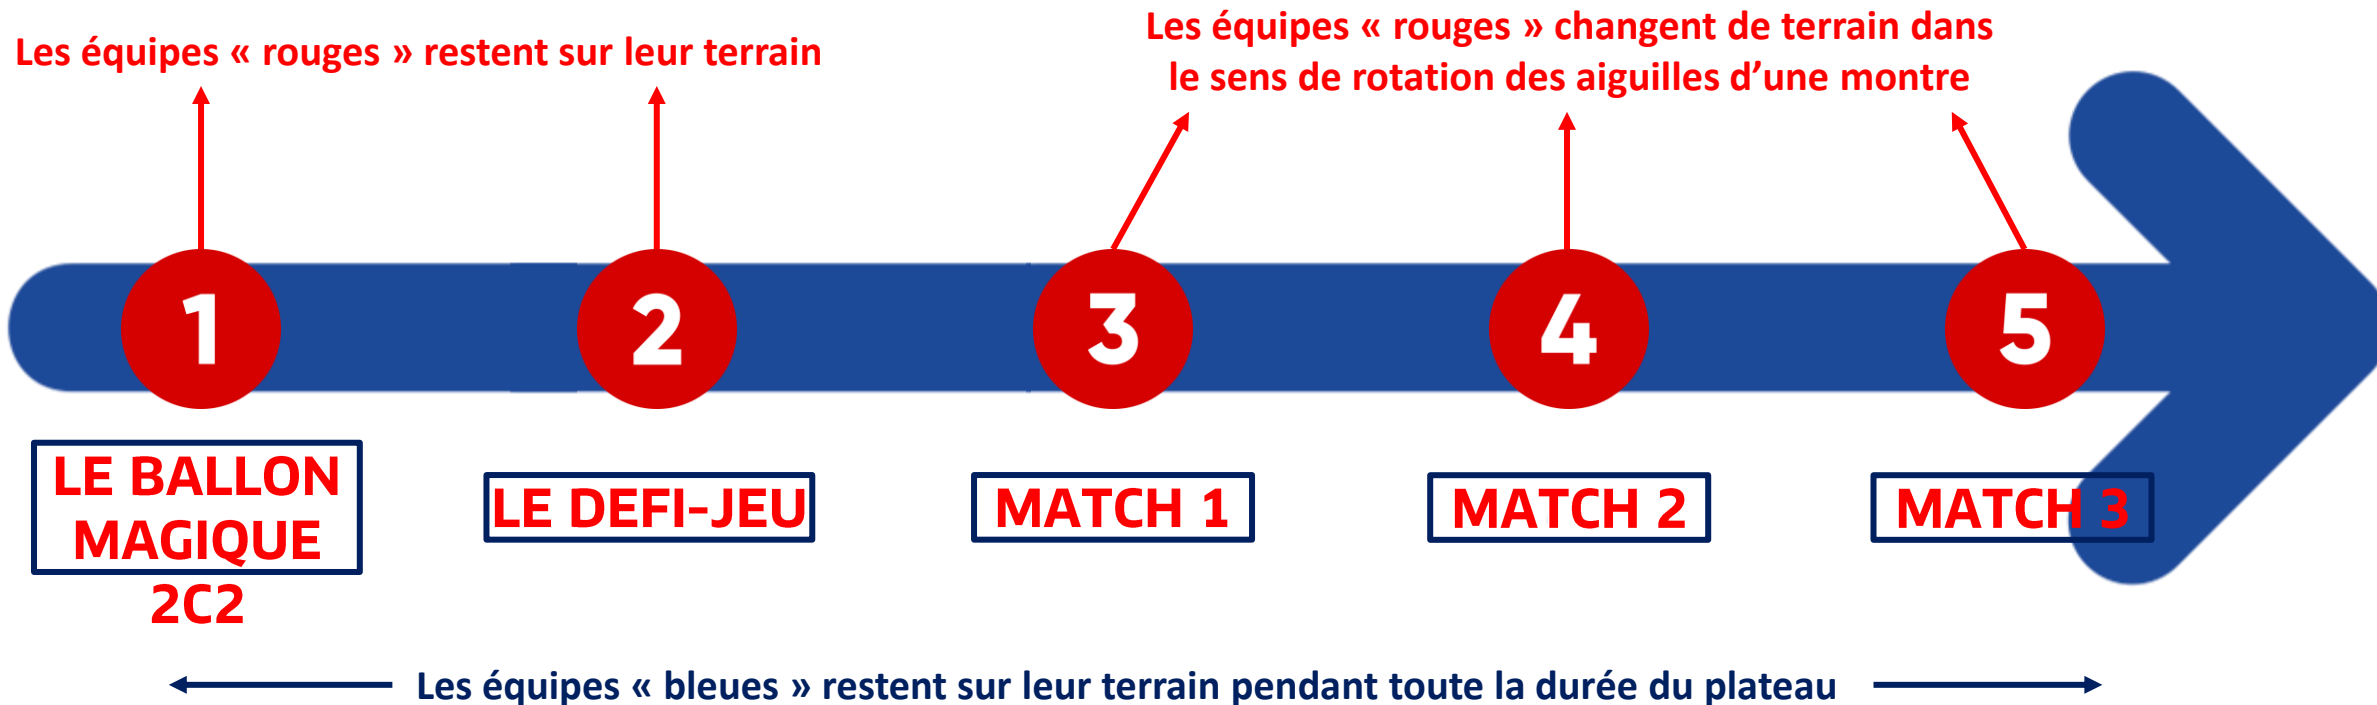 Les équipes « rouges » restent sur leur terrain
Les équipes « rouges » changent de terrain dans
le sens de rotation des aiguilles d’une montre
1
2
3
4
5
LE BALLON
MAGIQUE
2C2
LE DEFI-JEU
MATCH 1
MATCH 2
MATCH 3
Les équipes « bleues » restent sur leur terrain pendant toute la durée du plateau